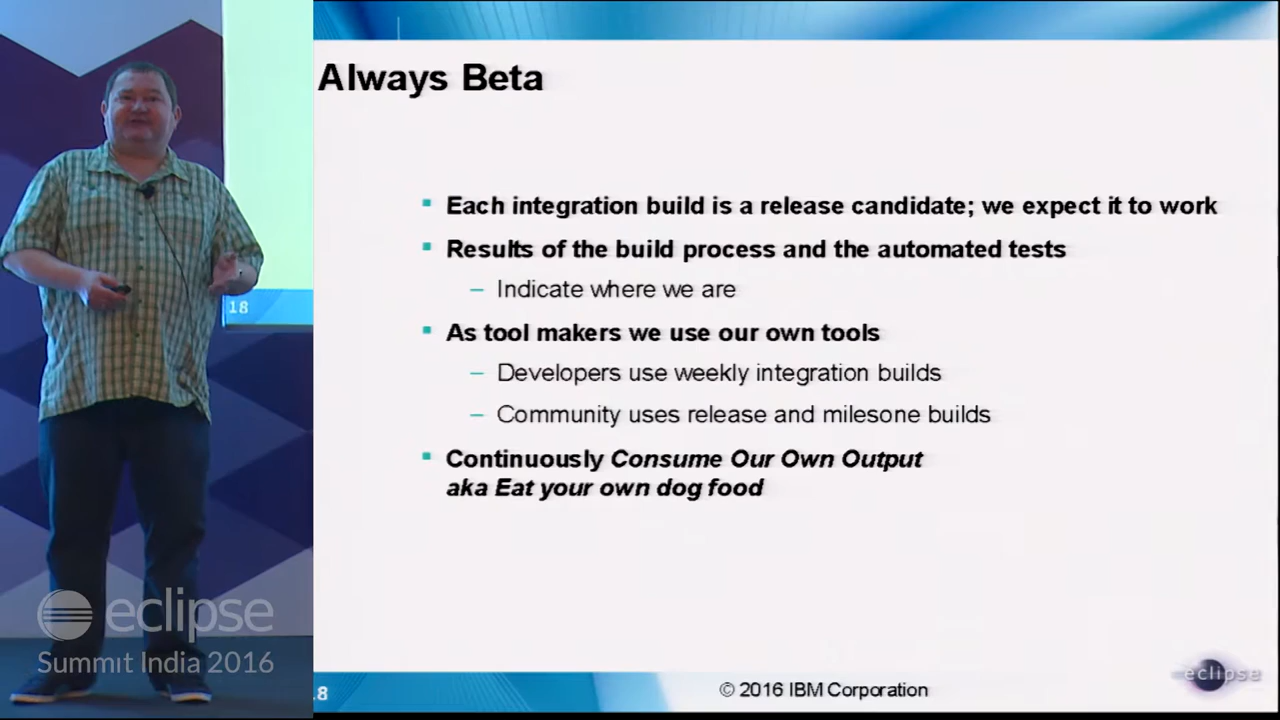 Always Beta
Each integration build is a release candidate; we expect it to work
Results of the build process and the automated tests
– Indicate where we are
As tool makers we use our own tools
– Developers use weekly integration builds
– Community uses release and milesone builds
Continuously Consume Our Own Output
aka Eat your own dog food
18
eclipse
Summit India 2016
8
© 2016 IBM Corporation
eclipse